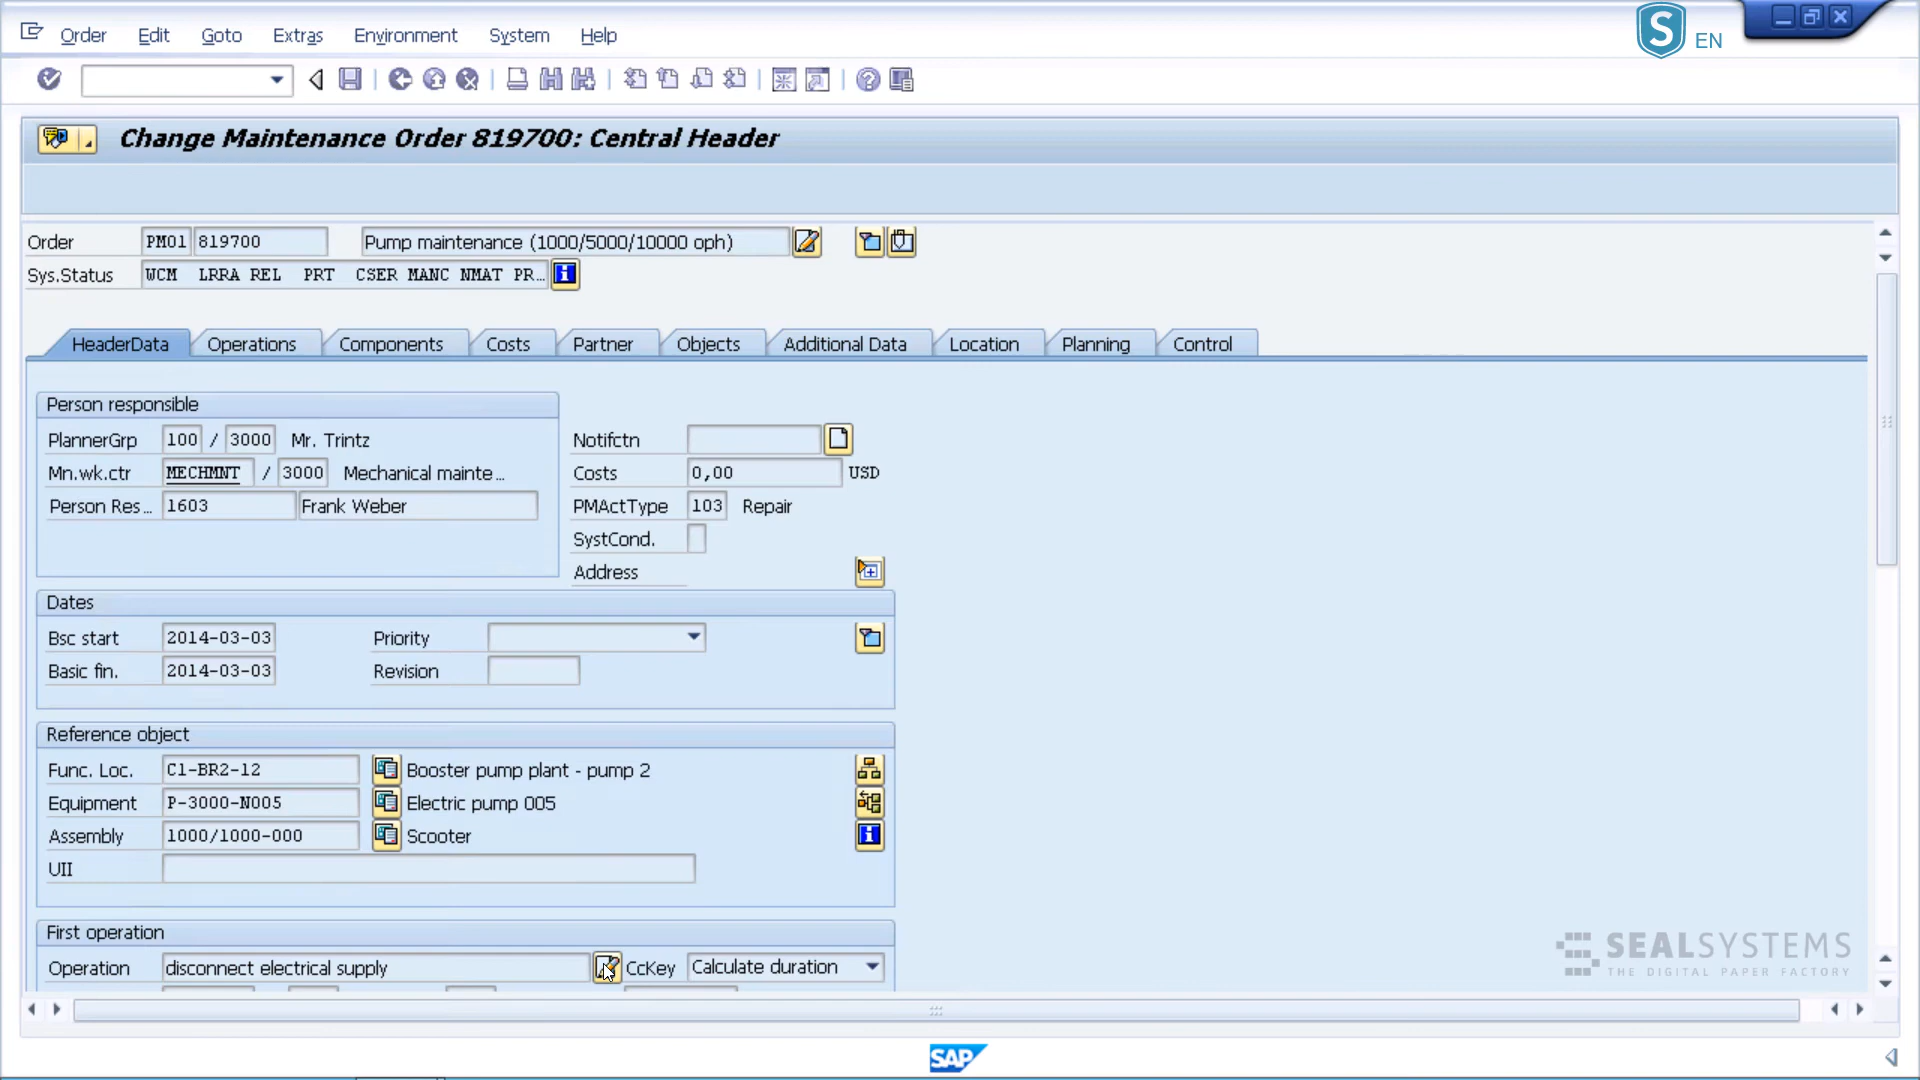 Order Edit Goto Extras Environment System Help
EN
Change Maintenance Order 819700: Central Header
Order PM01 819700 Pump maintenance (1000/5000/10000 oph)
Sys.Status WCM LRRA REL PRT CSER MANC NMAT PR…
HeaderData Operations Components Costs Partner Objects Additional Data Location Planning Control
Person responsible
PlannerGrp 100 / 3000 Mr. Trintz
Notifctn
Mn.wk.ctr MECHMNT / 3000 Mechanical mainte…
Costs 0,00 USD
Person Res… 1603 Frank Weber
PMActType 103 Repair
SystCond.
Address
Dates
Bsc start 2014-03-03 Priority
Basic fin. 2014-03-03 Revision
Reference object
Func. Loc. C1-BR2-12 Booster pump plant - pump 2
Equipment P-3000-N005 Electric pump 005
Assembly 1000/1000-000 Scooter
UII
First operation
Operation disconnect electrical supply CcKey Calculate duration
SEALSYSTEMS
THE DIGITAL PAPER FACTORY
SAP